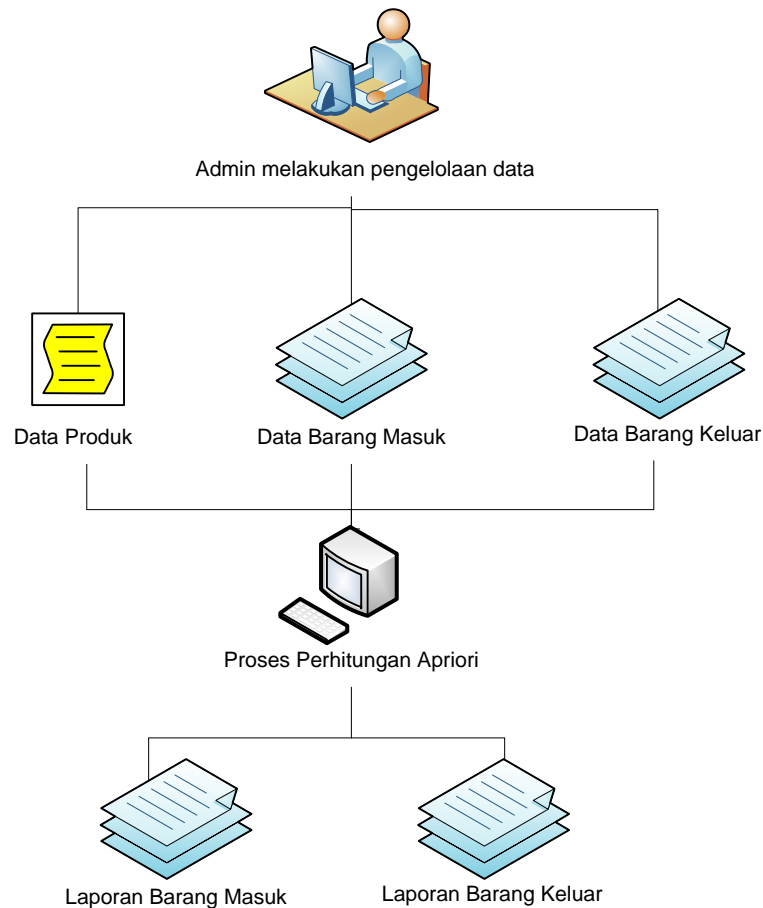 Admin melakukan pengelolaan data
Data Produk
Data Barang Masuk
Data Barang Keluar
Proses Perhitungan Apriori
Laporan Barang Masuk
Laporan Barang Keluar